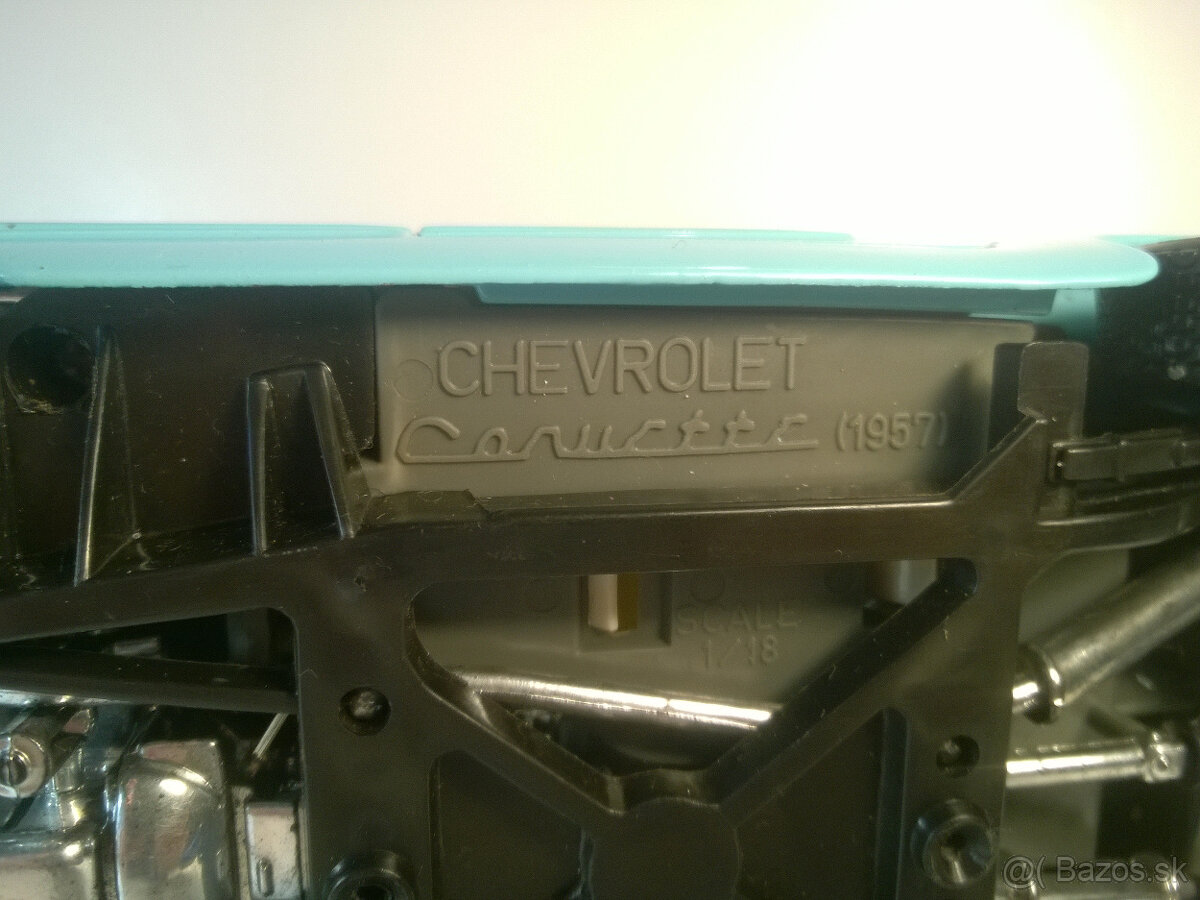 CHEVROLET
Corvette (1957)
SCALE
1/18
@( Bazos.sk